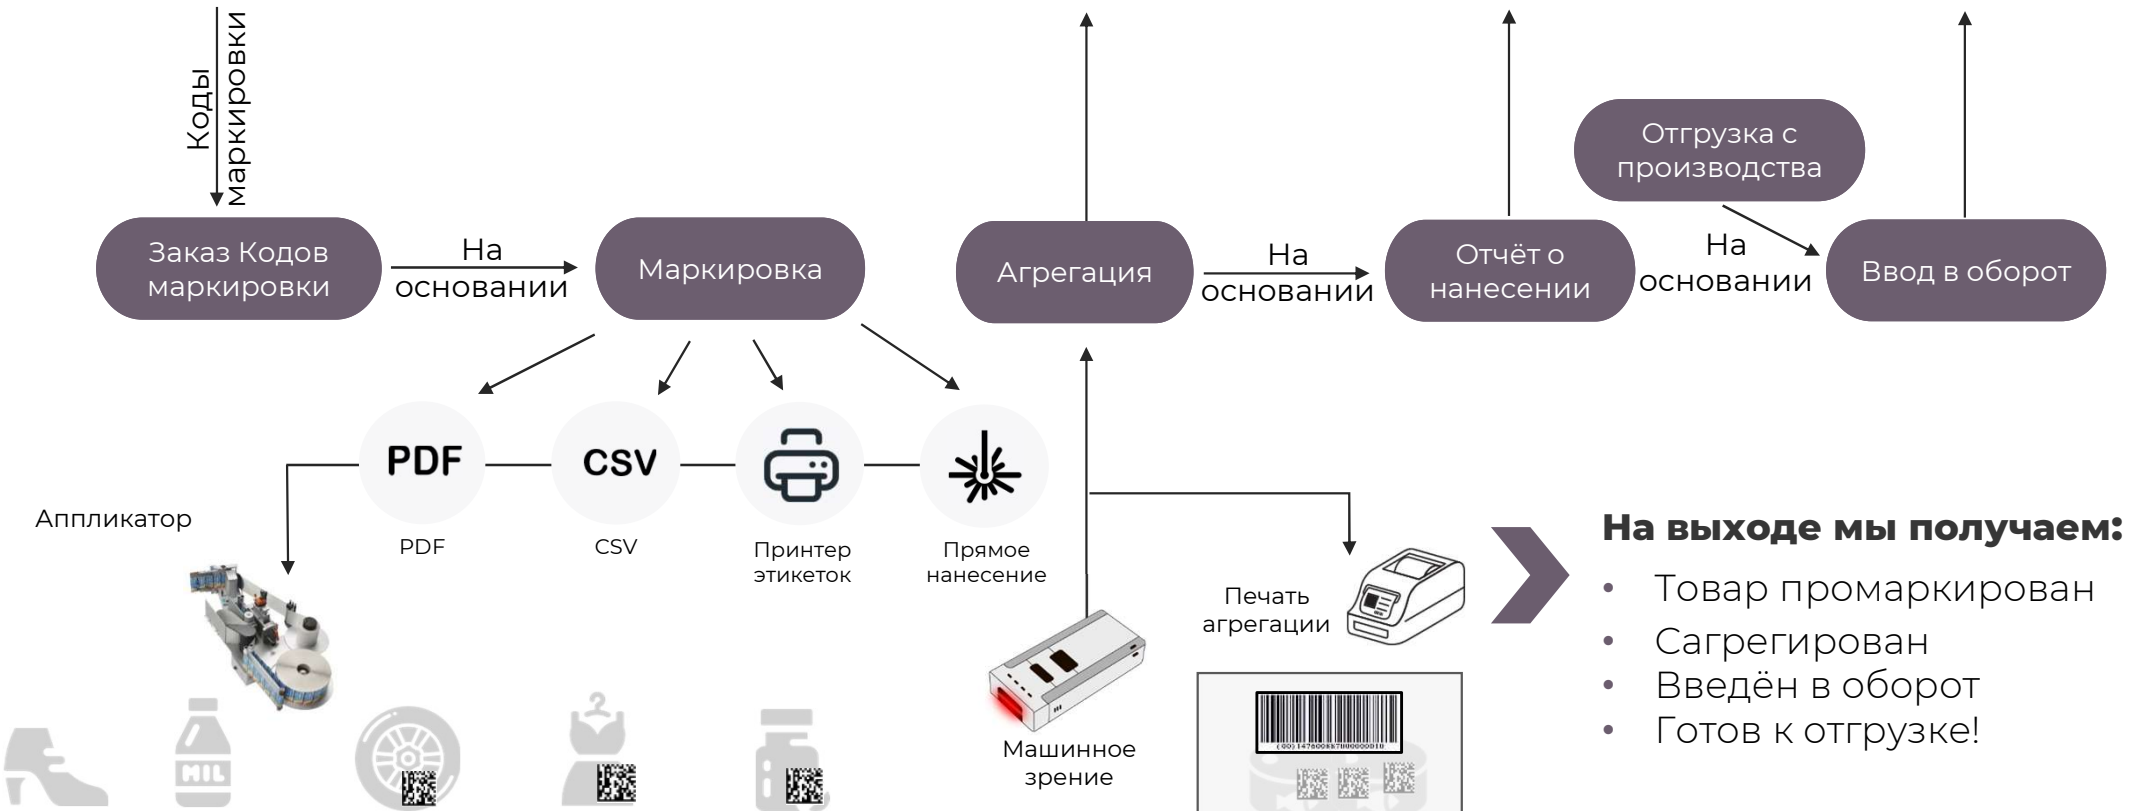 Коды
маркировки
Отгрузка с
производства
Заказ Кодов
маркировки
На
основании
Маркировка
Агрегация
На
основании
Отчёт о
нанесении
На
основании
Ввод в оборот
PDF
CSV
Аппликатор
PDF
CSV
Принтер
этикеток
Прямое
нанесение
Печать
агрегации
Машинное
зрение
MIL
На выходе мы получаем:
• Товар промаркирован
• Сагрегирован
• Введён в оборот
• Готов к отгрузке!